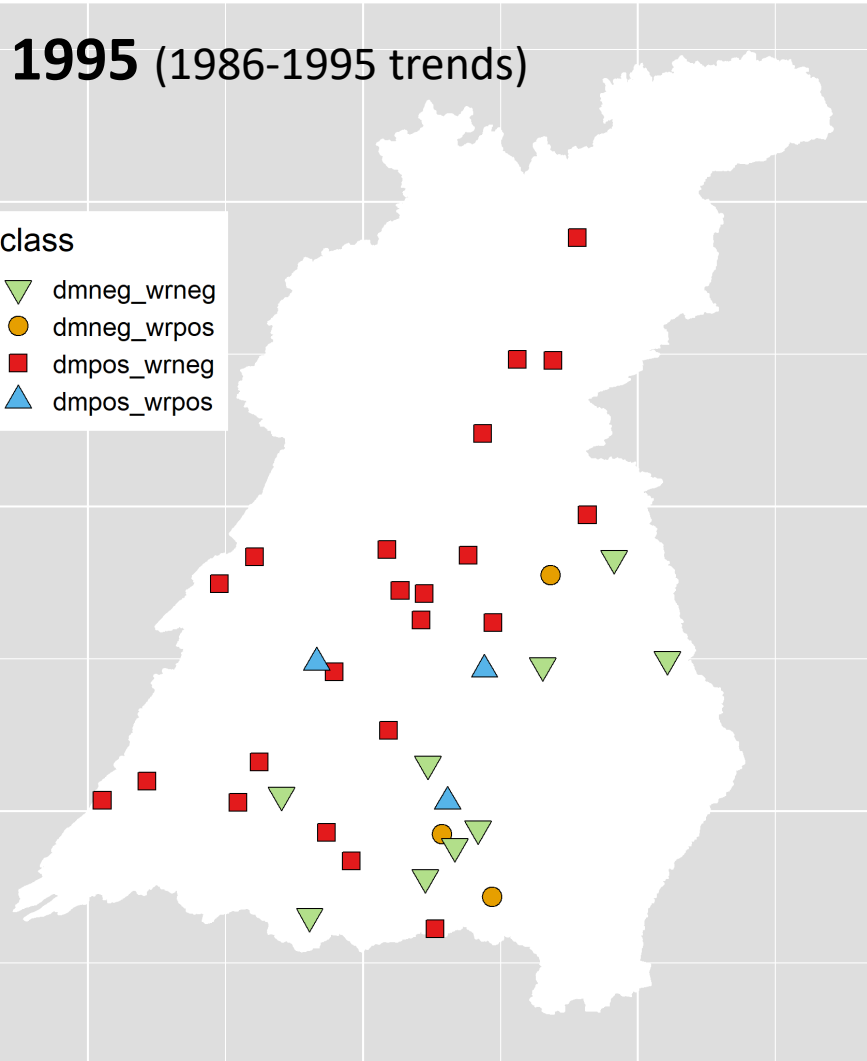 1995 (1986-1995 trends)
class
dmneg_wrneg
dmneg_wrpos
dmpos_wrneg
dmpos_wrpos